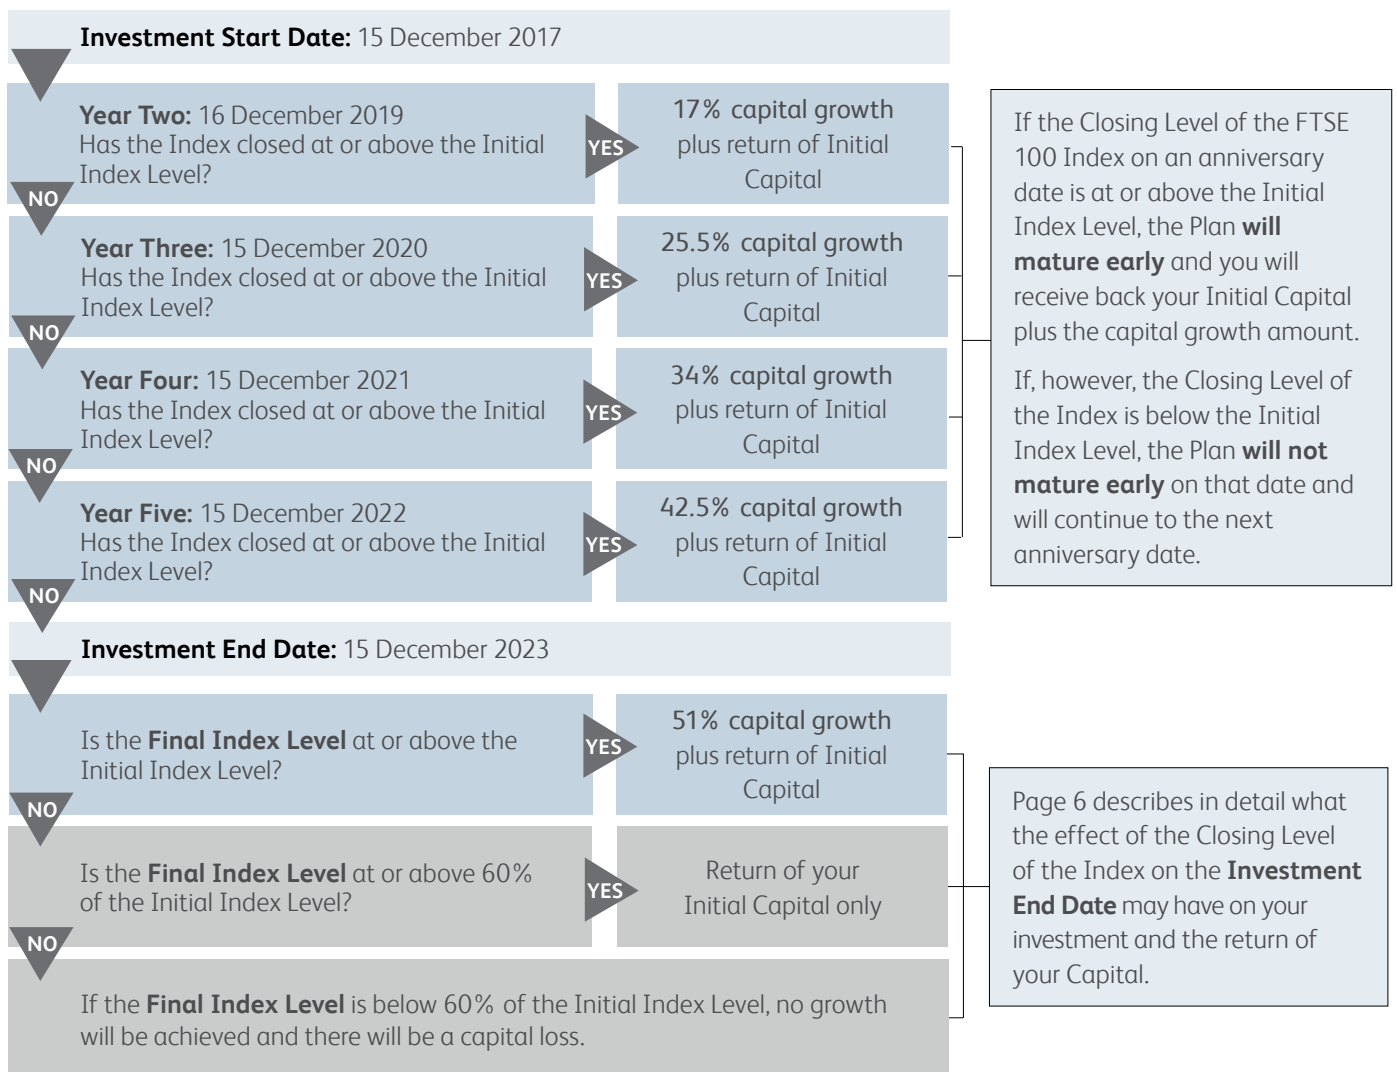 Investment Start Date: 15 December 2017
Year Two: 16 December 2019
Has the Index closed at or above the Initial
Index Level?
YES
17% capital growth
plus return of Initial
Capital
NO
Year Three: 15 December 2020
Has the Index closed at or above the Initial
Index Level?
YES
25.5% capital growth
plus return of Initial
Capital
NO
Year Four: 15 December 2021
Has the Index closed at or above the Initial
Index Level?
YES
34% capital growth
plus return of Initial
Capital
NO
Year Five: 15 December 2022
Has the Index closed at or above the Initial
Index Level?
YES
42.5% capital growth
plus return of Initial
Capital
NO
If the Closing Level of the FTSE
100 Index on an anniversary
date is at or above the Initial
Index Level, the Plan will
mature early and you will
receive back your Initial Capital
plus the capital growth amount.
If, however, the Closing Level of
the Index is below the Initial
Index Level, the Plan will not
mature early on that date and
will continue to the next
anniversary date.
Investment End Date: 15 December 2023
Is the Final Index Level at or above the
Initial Index Level?
YES
51% capital growth
plus return of Initial
Capital
NO
Is the Final Index Level at or above 60%
of the Initial Index Level?
YES
Return of your
Initial Capital only
NO
If the Final Index Level is below 60% of the Initial Index Level, no growth
will be achieved and there will be a capital loss.
Page 6 describes in detail what
the effect of the Closing Level
of the Index on the Investment
End Date may have on your
investment and the return of
your Capital.